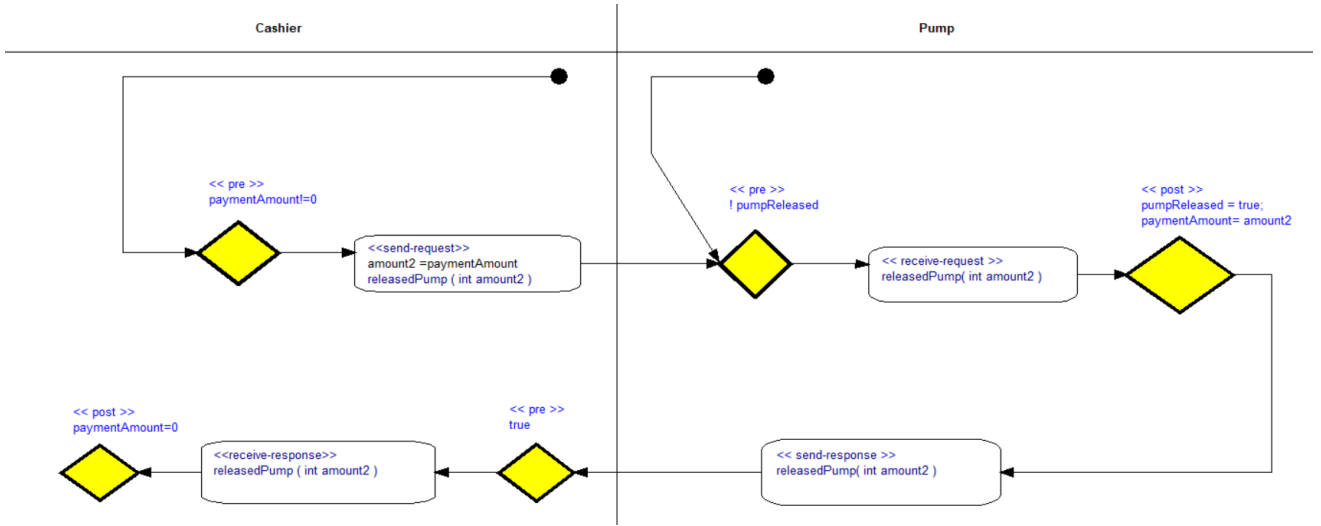 Cashier
Pump
<< pre >>
paymentAmount!=0
<<send-request>>
amount2 =paymentAmount
releasedPump ( int amount2 )
<< pre >>
! pumpReleased
<< receive-request >>
releasedPump( int amount2 )
<< post >>
pumpReleased = true;
paymentAmount= amount2
<< post >>
paymentAmount=0
<<receive-response>>
releasedPump ( int amount2 )
<< pre >>
true
<< send-response >>
releasedPump( int amount2 )